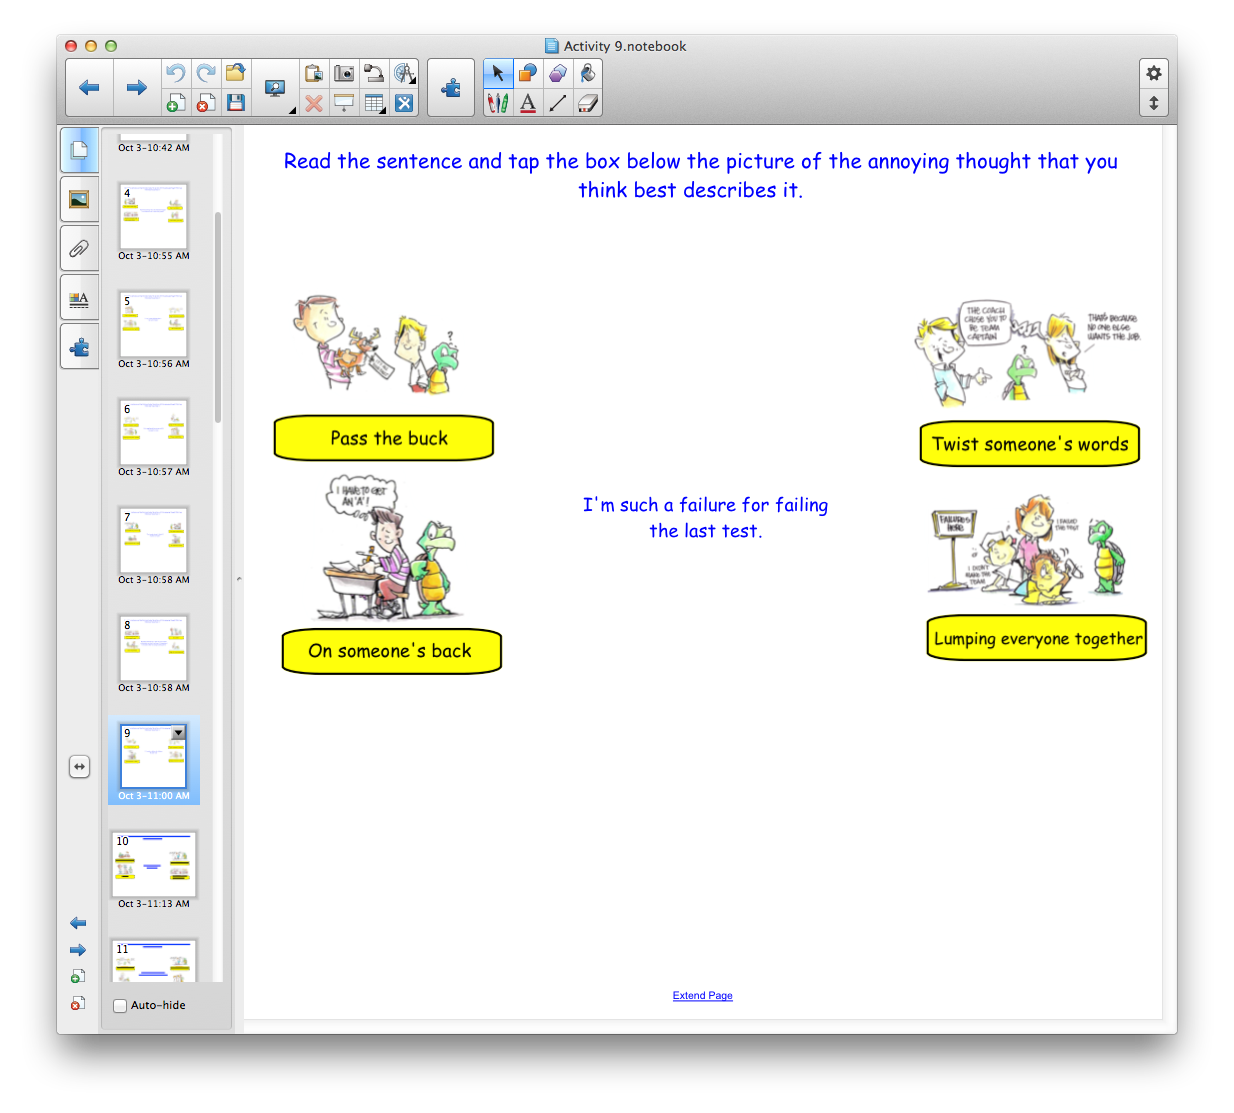 Activity 9.notebook
Oct 3-10:42 AM
4
Oct 3-10:55 AM
5
Oct 3-10:56 AM
6
Oct 3-10:57 AM
7
Oct 3-10:58 AM
8
Oct 3-10:58 AM
9
Oct 3-11:00 AM
10
Oct 3-11:13 AM
11
Auto-hide
Read the sentence and tap the box below the picture of the annoying thought that you
think best describes it.
?
Pass the buck
THE COACH
CHOSE YOU TO
BE TEAM
CAPTAIN
THAT'S BECAUSE
NO ONE ELSE
WANTS THE JOB.
?
Twist someone's words
I HAVE TO GET
AN 'A'!
On someone's back
I'm such a failure for failing
the last test.
FAILURES
HERE
I FAILED
THE TEST
I DIDN'T
MAKE THE
TEAM
Lumping everyone together
Extend Page